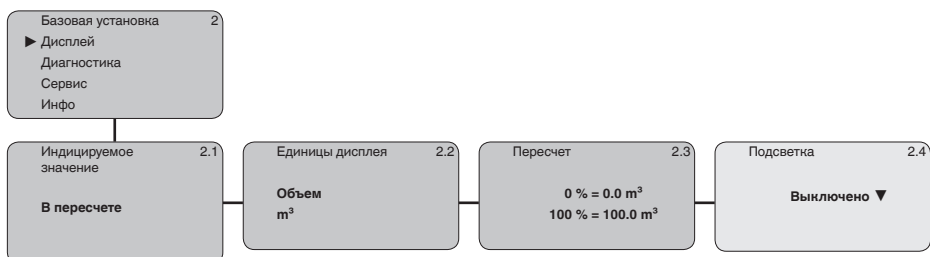 Базовая установка 2
▶ Дисплей
Диагностика
Сервис
Инфо
Индицируемое значение 2.1
В пересчете
Единицы дисплея 2.2
Объем
m³
Пересчет 2.3
0 % = 0.0 m³
100 % = 100.0 m³
Подсветка 2.4
Выключено ▼